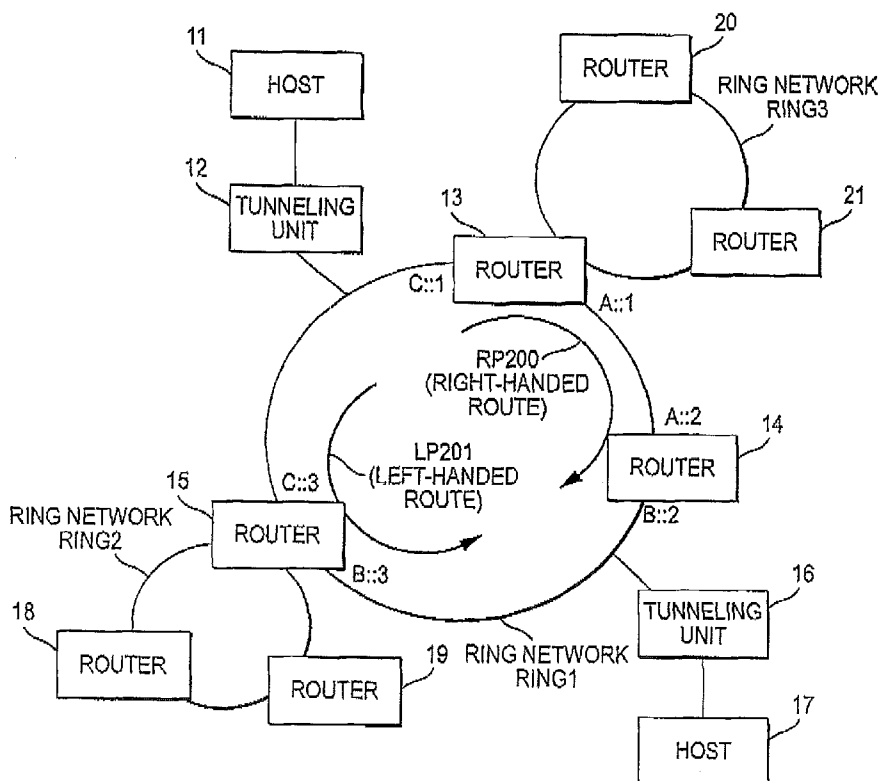 11
HOST
20
ROUTER
RING NETWORK
RING3
12
TUNNELING
UNIT
13
ROUTER
21
ROUTER
C::1
A::1
RP200
(RIGHT-HANDED
ROUTE)
A::2
14
ROUTER
LP201
(LEFT-HANDED
ROUTE)
15
C::3
ROUTER
B::2
RING NETWORK
RING2
B::3
16
TUNNELING
UNIT
18
ROUTER
19
ROUTER
RING NETWORK
RING1
17
HOST